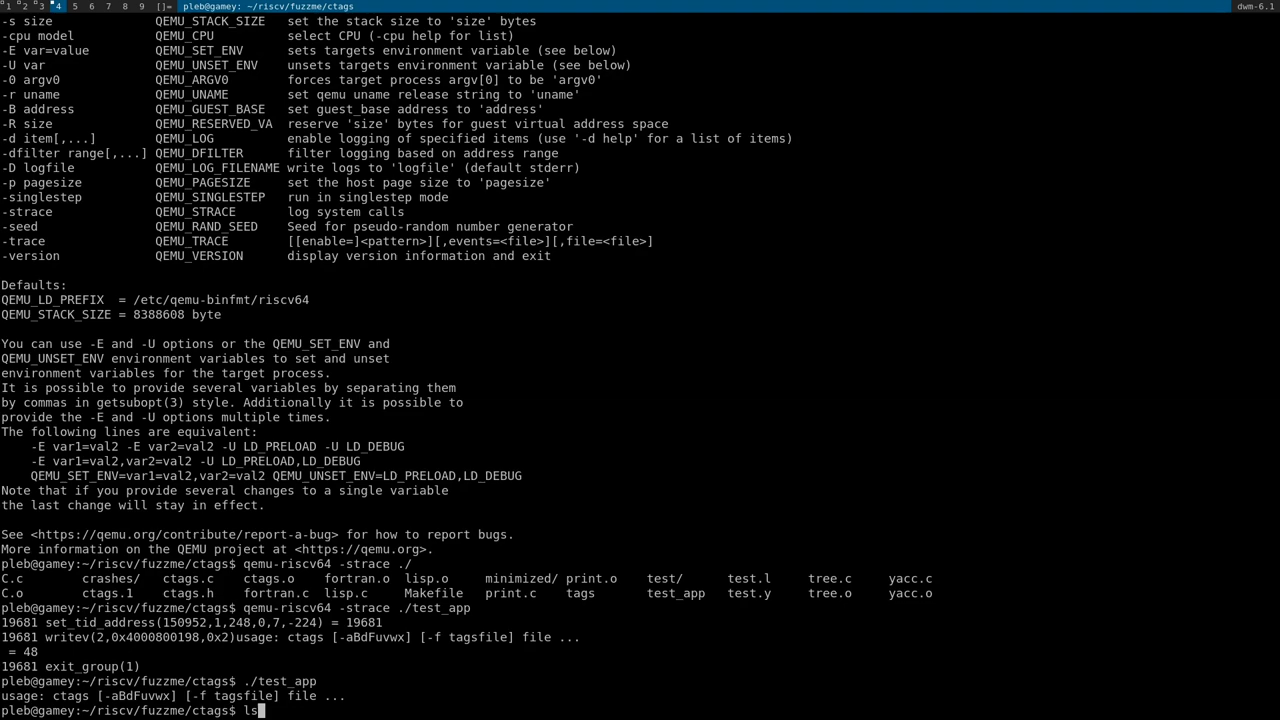 1 2 3 4 5 6 7 8 9 []= pleb@gamey: ~/riscv/fuzzme/ctags dwm-6.1
-s size QEMU_STACK_SIZE set the stack size to 'size' bytes
-cpu model QEMU_CPU select CPU (-cpu help for list)
-E var=value QEMU_SET_ENV sets targets environment variable (see below)
-U var QEMU_UNSET_ENV unsets targets environment variable (see below)
-0 argv0 QEMU_ARGV0 forces target process argv[0] to be 'argv0'
-r uname QEMU_UNAME set qemu uname release string to 'uname'
-B address QEMU_GUEST_BASE set guest_base address to 'address'
-R size QEMU_RESERVED_VA reserve 'size' bytes for guest virtual address space
-d item[,...] QEMU_LOG enable logging of specified items (use '-d help' for a list of items)
-dfilter range[,...] QEMU_DFILTER filter logging based on address range
-D logfile QEMU_LOG_FILENAME write logs to 'logfile' (default stderr)
-p pagesize QEMU_PAGESIZE set the host page size to 'pagesize'
-singlestep QEMU_SINGLESTEP run in singlestep mode
-strace QEMU_STRACE log system calls
-seed QEMU_RAND_SEED Seed for pseudo-random number generator
-trace QEMU_TRACE [[enable=]<pattern>][,events=<file>][,file=<file>]
-version QEMU_VERSION display version information and exit
Defaults:
QEMU_LD_PREFIX = /etc/qemu-binfmt/riscv64
QEMU_STACK_SIZE = 8388608 byte
You can use -E and -U options or the QEMU_SET_ENV and
QEMU_UNSET_ENV environment variables to set and unset
environment variables for the target process.
It is possible to provide several variables by separating them
by commas in getsubopt(3) style. Additionally it is possible to
provide the -E and -U options multiple times.
The following lines are equivalent:
-E var1=val2 -E var2=val2 -U LD_PRELOAD -U LD_DEBUG
-E var1=val2,var2=val2 -U LD_PRELOAD,LD_DEBUG
QEMU_SET_ENV=var1=val2,var2=val2 QEMU_UNSET_ENV=LD_PRELOAD,LD_DEBUG
Note that if you provide several changes to a single variable
the last change will stay in effect.
See <https://qemu.org/contribute/report-a-bug> for how to report bugs.
More information on the QEMU project at <https://qemu.org>.
pleb@gamey:~/riscv/fuzzme/ctags$ qemu-riscv64 -strace ./
C.c crashes/ ctags.c ctags.o fortran.o lisp.o minimized/ print.o test/ test.l tree.c yacc.c
C.o ctags.1 ctags.h fortran.c lisp.c Makefile print.c tags test_app test.y tree.o yacc.o
pleb@gamey:~/riscv/fuzzme/ctags$ qemu-riscv64 -strace ./test_app
19681 set_tid_address(150952,1,248,0,7,-224) = 19681
19681 writev(2,0x4000800198,0x2)usage: ctags [-aBdFuvwx] [-f tagsfile] file ...
= 48
19681 exit_group(1)
pleb@gamey:~/riscv/fuzzme/ctags$ ./test_app
usage: ctags [-aBdFuvwx] [-f tagsfile] file ...
pleb@gamey:~/riscv/fuzzme/ctags$ ls